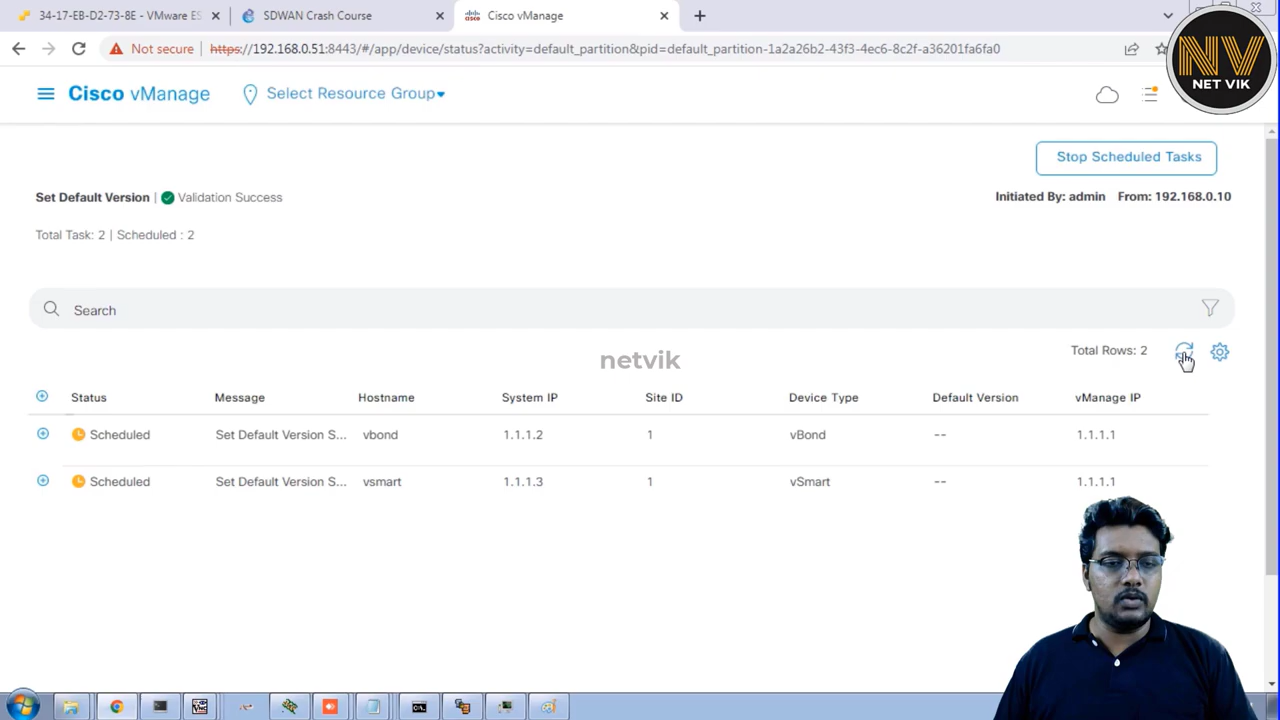 34-17-EB-D2-73-8E - VMware ES
SDWAN Crash Course
Cisco vManage
Not secure
https://192.168.0.51:8443/#/app/device/status?activity=default_partition&pid=default_partition-1a2a26b2-43f3-4ec6-8c2f-a36201fa6fa0
NV
NET VIK
Cisco vManage
Select Resource Group
Stop Scheduled Tasks
Set Default Version | Validation Success
Initiated By: admin From: 192.168.0.10
Total Task: 2 | Scheduled : 2
Search
netvik
Total Rows: 2
Status Message Hostname System IP Site ID Device Type Default Version vManage IP
Scheduled Set Default Version S... vbond 1.1.1.2 1 vBond -- 1.1.1.1
Scheduled Set Default Version S... vsmart 1.1.1.3 1 vSmart -- 1.1.1.1